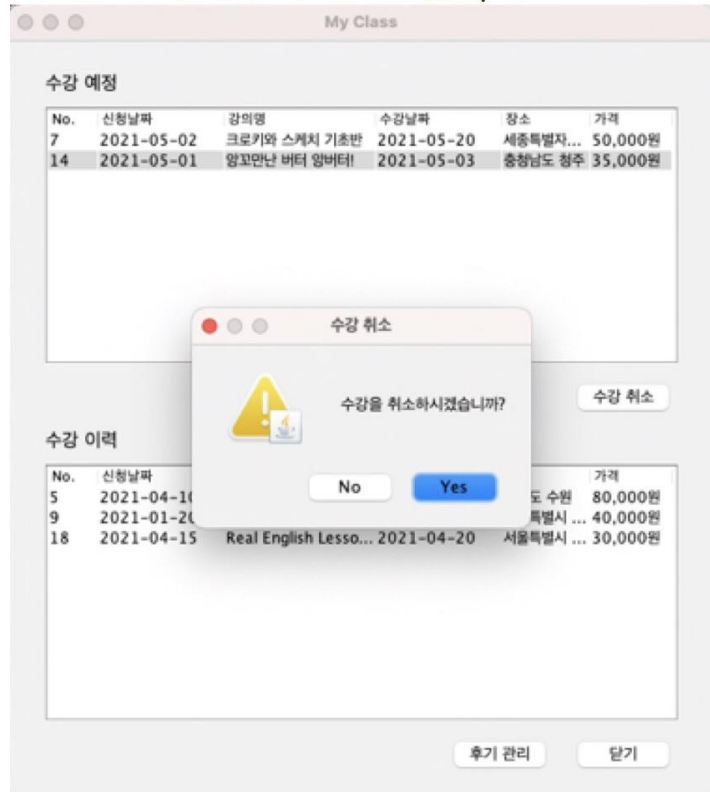 My Class
수강 예정
No. 신청날짜 강의명 수강날짜 장소 가격
7 2021-05-02 크로키와 스케치 기초반 2021-05-20 세종특별자... 50,000원
14 2021-05-01 앙꼬만난 버터 앙버터! 2021-05-03 충청남도 청주 35,000원
수강 취소
수강을 취소하시겠습니까?
No Yes
수강 취소
수강 이력
No. 신청날짜 가격
5 2021-04-10 도 수원 80,000원
9 2021-01-20 특별시 ... 40,000원
18 2021-04-15 Real English Lesso... 2021-04-20 서울특별시 ... 30,000원
후기 관리 닫기